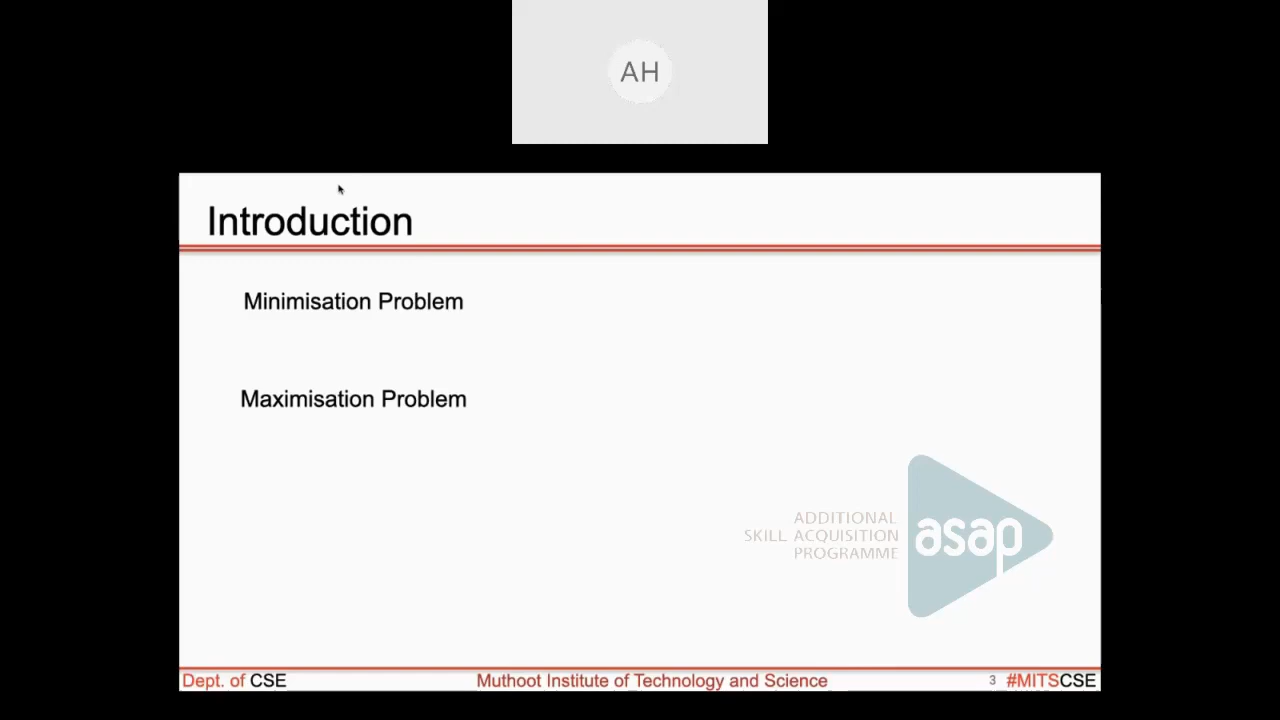 AH
Introduction
Minimisation Problem
Maximisation Problem
ADDITIONAL
SKILL ACQUISITION
PROGRAMME
asap
Dept. of CSE
Muthoot Institute of Technology and Science
3
#MITSCSE